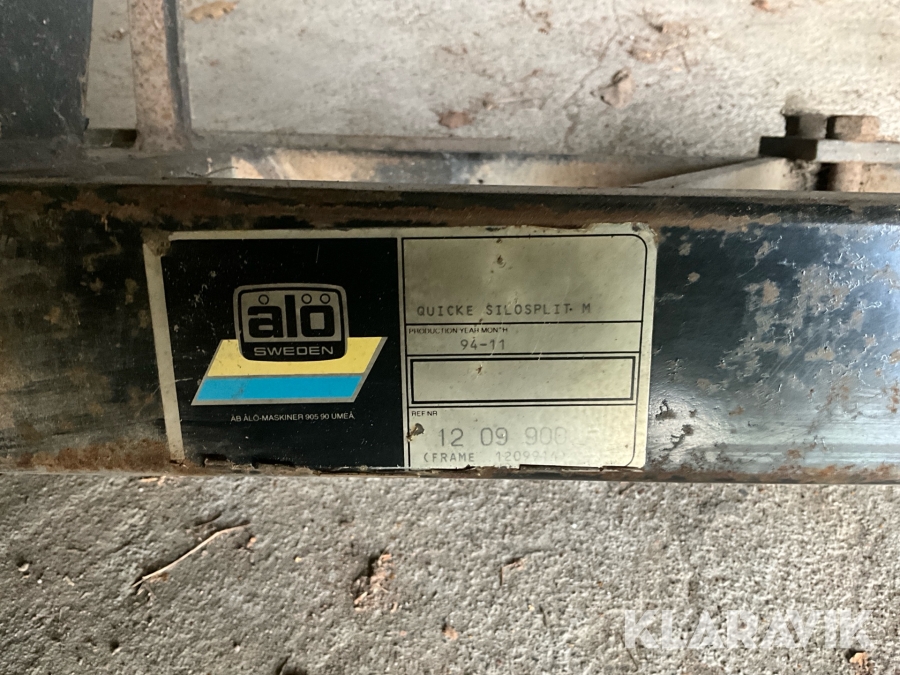 ålö
SWEDEN
AB ÅLÖ-MASKINER 905 90 UMEÅ
QUICKE SILOSPLIT M
PRODUCTION YEAR MONTH
94-11
REF NR
12 09 900
(FRAME
KLARAVIK